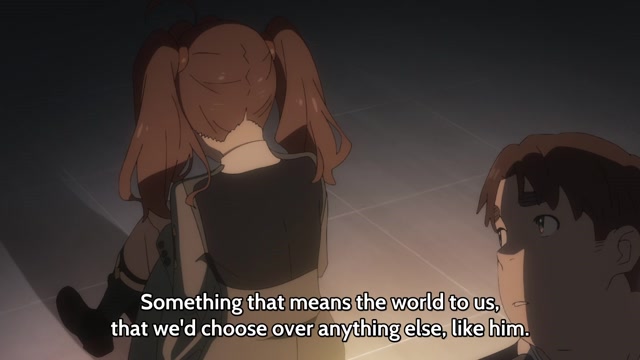 Something that means the world to us,
that we'd choose over anything else, like him.